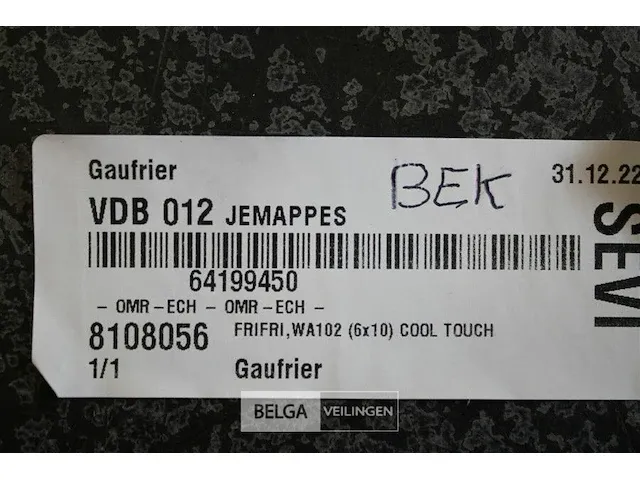 Gaufrier
BEK
31.12.22
VDB 012 JEMAPPES
SEVI
64199450
- OMR-ECH - OMR-ECH -
8108056 FRIFRI,WA102 (6x10) COOL TOUCH
1/1 Gaufrier
BELGA VEILINGEN